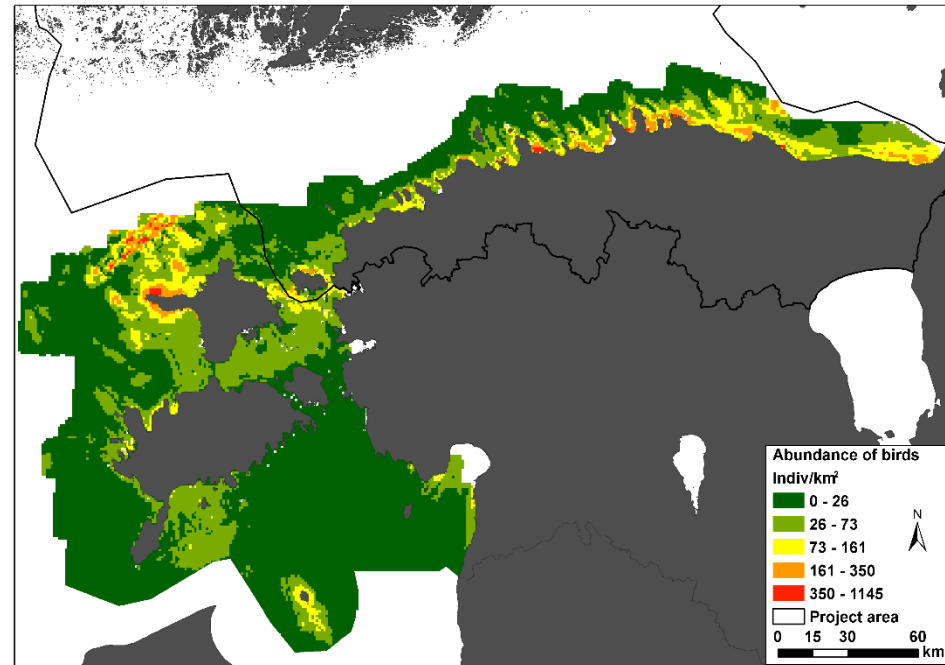 Abundance of birds
Indiv/km²
0 - 26
26 - 73
73 - 161
161 - 350
350 - 1145
Project area
N
0 15 30 60
km